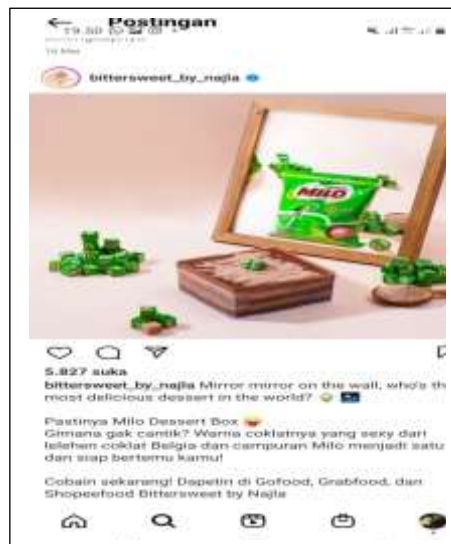 Postingan
19.50
bittersweet_by_najla
MILO
5.827 suka
bittersweet_by_najla Mirror mirror on the wall, who's th
most delicious dessert in the world?
Pastinya Milo Dessert Box
Gimana gak cantik? Warna coklatnya yang sexy dari
lelehan coklat Belgia dan campuran Milo menjadi satu
dan siap bertemu kamu!
Cobain sekarang! Dapetin di Gofood, Grabfood, dan
Shopeefood Bittersweet by Najla